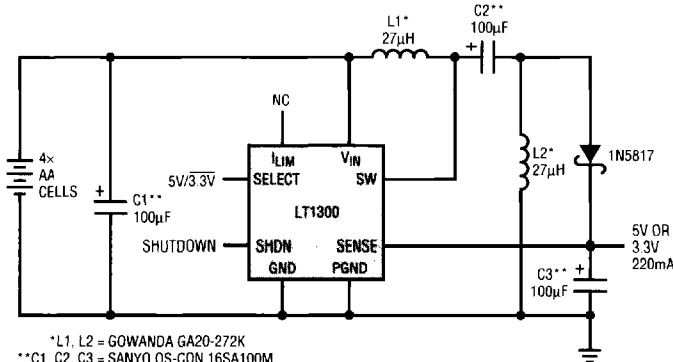 L1*
27µH
C2**
100µF
+
NC
4×
AA
CELLS
+
C1**
100µF
5V/3.3V
SHUTDOWN
ILIM
VIN
SELECT
SW
LT1300
SHDN
SENSE
GND
PGND
L2*
27µH
1N5817
5V OR
3.3V
220mA
C3**
100µF
+
*L1, L2 = GOWANDA GA20-272K
**C1, C2, C3 = SANYO OS-CON 16SA100M